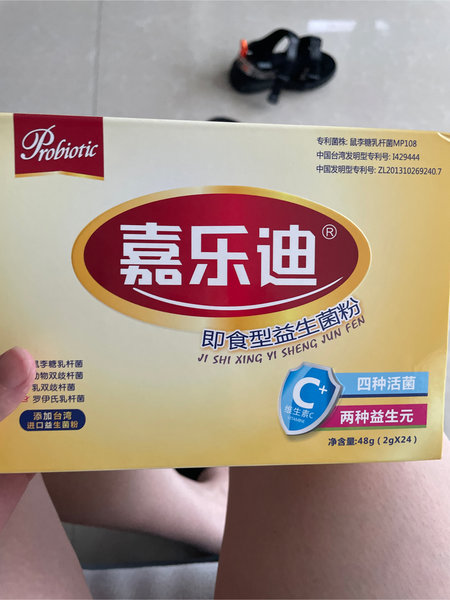 Probiotic
专利菌株: 鼠李糖乳杆菌MP108
中国台湾发明型专利号: I429444
中国发明型专利号: ZL201310269240.7
嘉乐迪®
即食型益生菌粉
JI SHI XING YI SHENG JUN FEN
鼠李糖乳杆菌
动物双歧杆菌
乳双歧杆菌
罗伊氏乳杆菌
添加台湾
进口益生菌粉
C+
维生素C
VITAMINE
四种活菌
两种益生元
净含量:48g(2gX24)